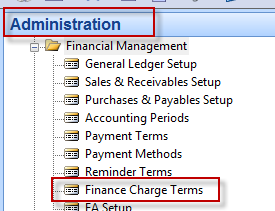 Administration
Financial Management
General Ledger Setup
Sales & Receivables Setup
Purchases & Payables Setup
Accounting Periods
Payment Terms
Payment Methods
Reminder Terms
Finance Charge Terms
FA Setup